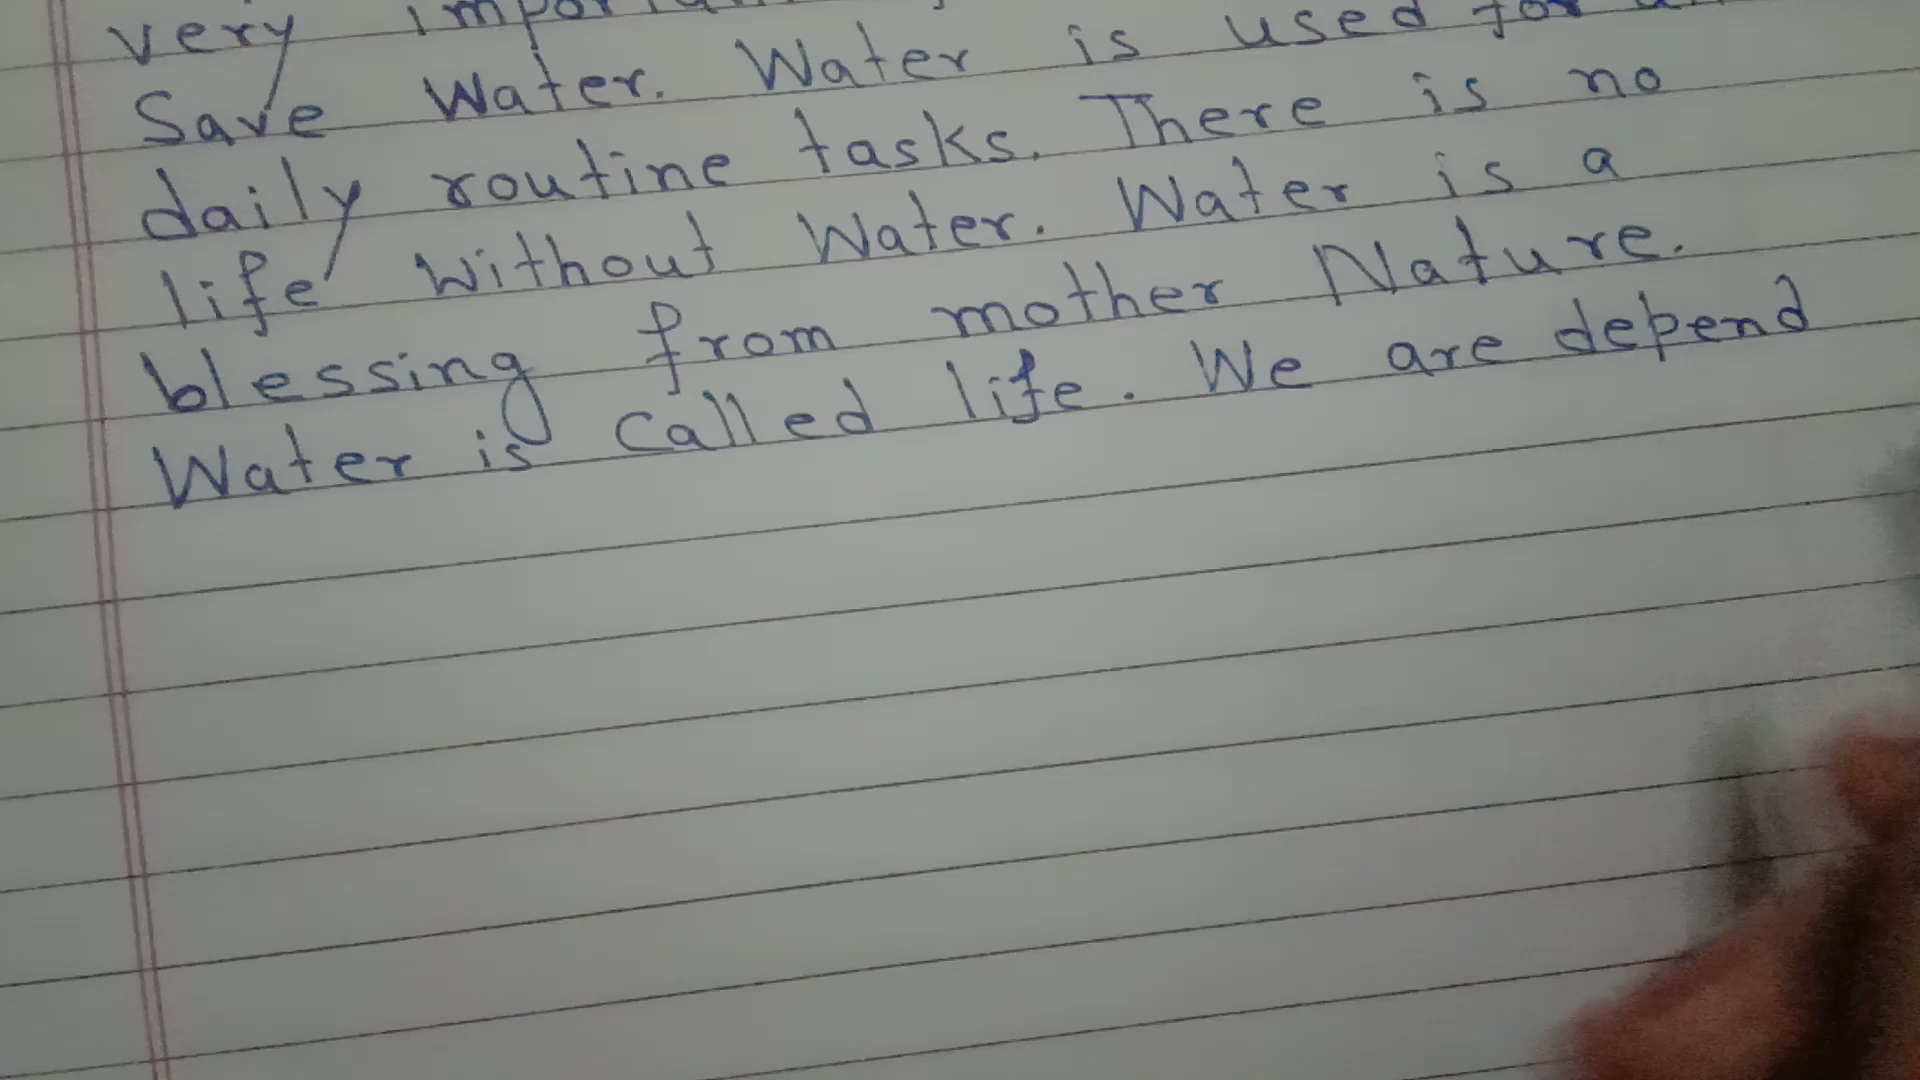 very
Save Water. Water is used for
daily routine tasks. There is no
life without Water. Water is a
blessing from mother Nature.
Water is called life. We are depend